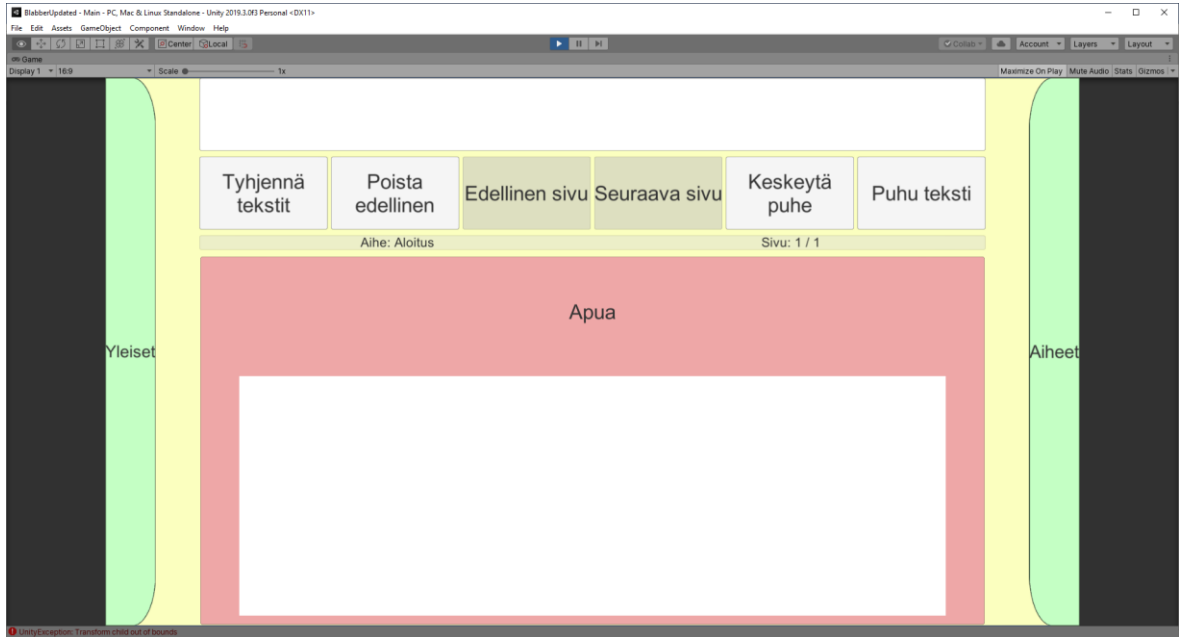 BlabberUpdated - Main - PC, Mac & Linux Standalone - Unity 2019.3.0f3 Personal <DX11>
File Edit Assets GameObject Component Window Help
Center Local Collab Account Layers Layout
Game
Display 1 16:9 Scale 1x Maximize On Play Mute Audio Stats Gizmos
Tyhjennä
tekstit
Poista
edellinen
Edellinen sivu
Seuraava sivu
Keskeytä
puhe
Puhu teksti
Aihe: Aloitus
Sivu: 1 / 1
Apua
Yleiset
Aiheet
UnityException: Transform child out of bounds